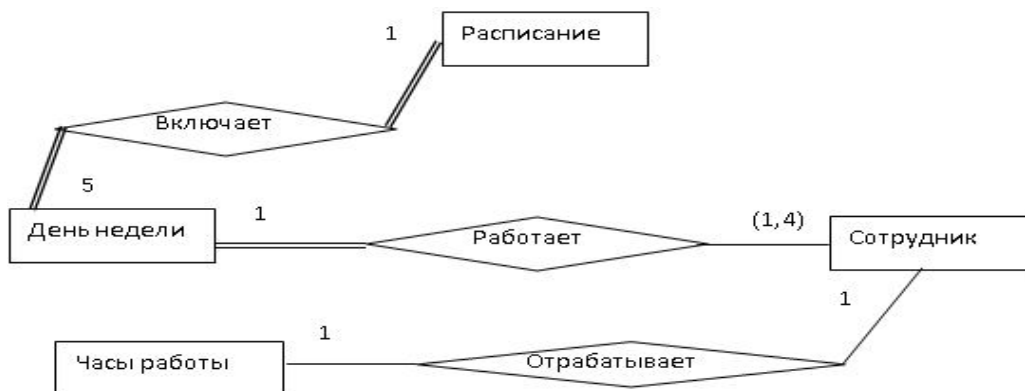 1
Расписание
Включает
5
День недели
1
Работает
(1,4)
Сотрудник
1
1
Часы работы
Отрабатывает